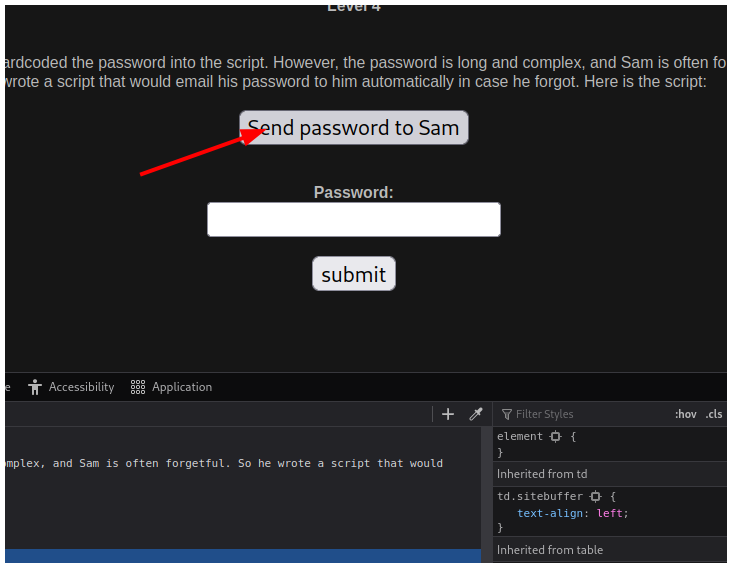 Level 4
ardcoded the password into the script. However, the password is long and complex, and Sam is often fo
wrote a script that would email his password to him automatically in case he forgot. Here is the script:
Send password to Sam
Password:
submit
e Accessibility Application
Filter Styles :hov .cls
element {
}
omplex, and Sam is often forgetful. So he wrote a script that would
Inherited from td
td.sitebuffer {
text-align: left;
}
Inherited from table